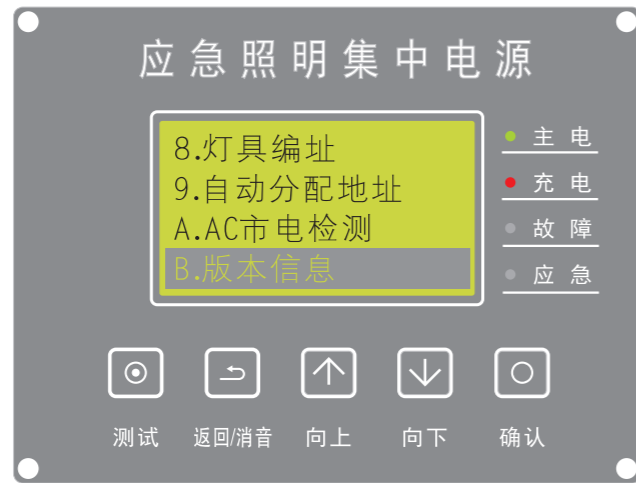 应急照明集中电源
8.灯具编址
9.自动分配地址
A.AC市电检测
B.版本信息
主电
充电
故障
应急
测试 返回/消音 向上 向下 确认